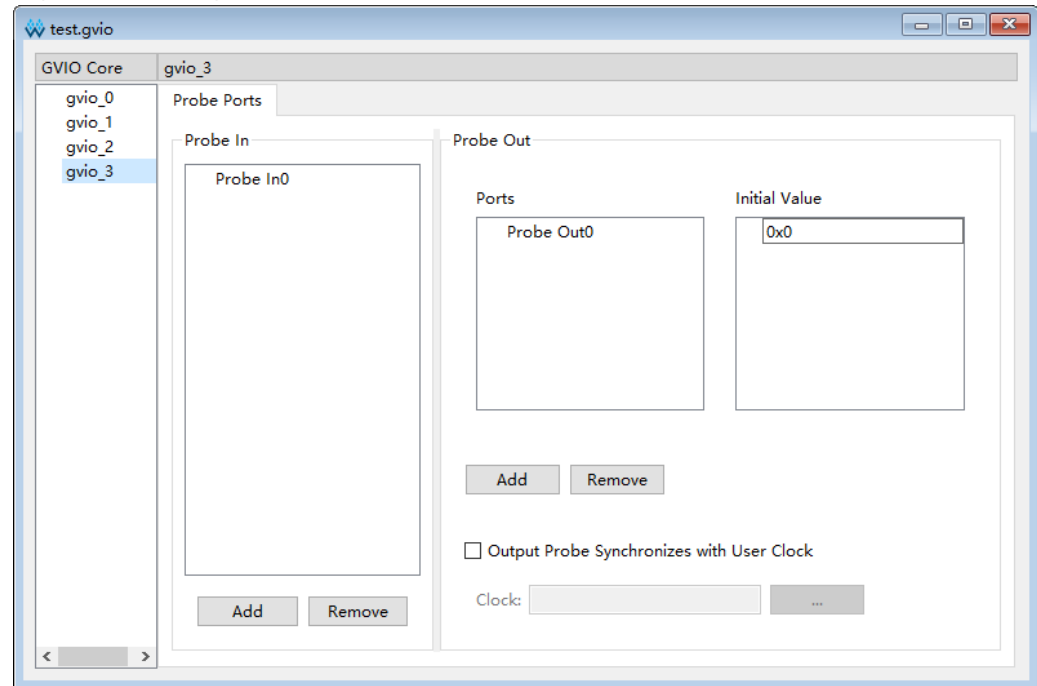 test.gvio
GVIO Core
gvio_3
gvio_0
gvio_1
gvio_2
gvio_3
Probe Ports
Probe In
Probe In0
Add
Remove
Probe Out
Ports
Initial Value
Probe Out0
0x0
Add
Remove
Output Probe Synchronizes with User Clock
Clock:
...